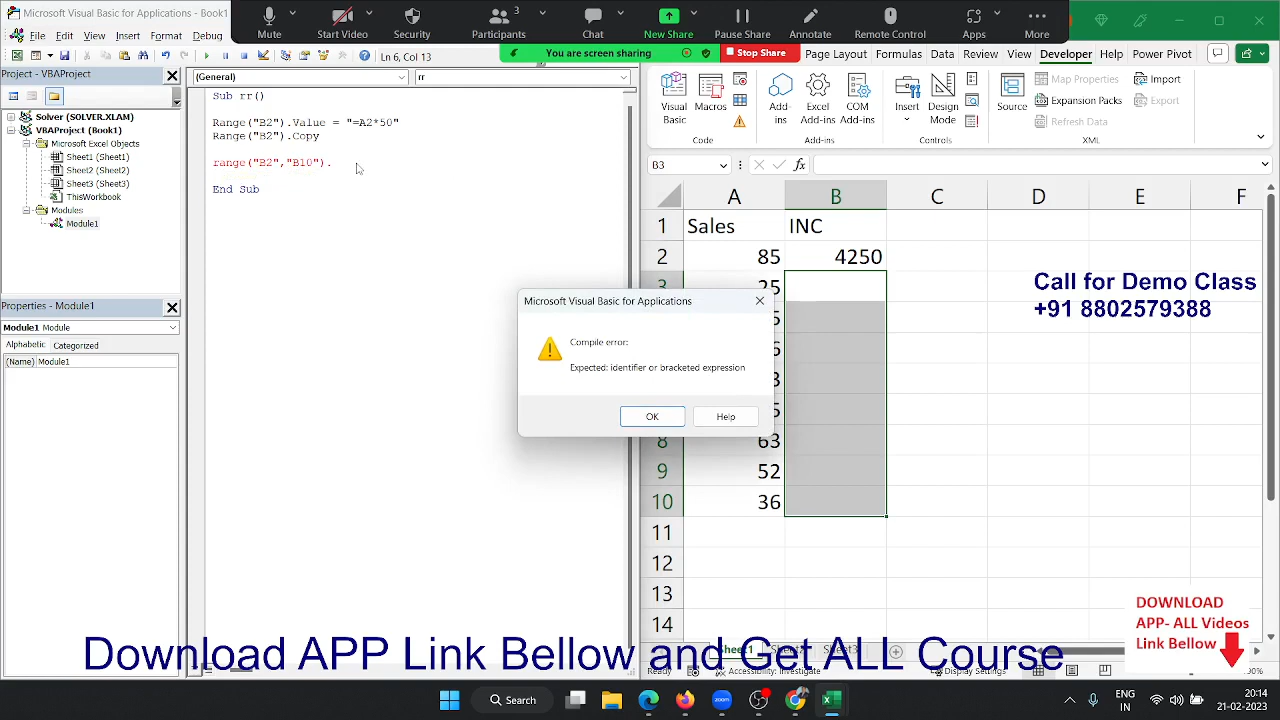 Microsoft Visual Basic for Applications - Book1
Mute
Start Video
Security
Participants
3
Chat
New Share
Pause Share
Annotate
Remote Control
Apps
More
You are screen sharing
Stop Share
File
Edit
View
Insert
Format
Debug
Ln 6, Col 13
Page Layout
Formulas
Data
Review
View
Developer
Help
Power Pivot
Project - VBAProject
Solver (SOLVER.XLAM)
VBAProject (Book1)
Microsoft Excel Objects
Sheet1 (Sheet1)
Sheet2 (Sheet2)
Sheet3 (Sheet3)
ThisWorkbook
Modules
Module1
Properties - Module1
Module1 Module
Alphabetic
Categorized
(Name) Module1
(General)
rr
Sub rr()
Range("B2").Value = "=A2*50"
Range("B2").Copy
range("B2","B10").
End Sub
Visual Basic
Macros
Code
Add-ins
Excel Add-ins
COM Add-ins
Add-ins
Insert
Design Mode
Controls
Source
Map Properties
Expansion Packs
Refresh Data
Import
Export
XML
B3
fx
A B C D E F
1 Sales INC
2 85 4250
3 25
8 63
9 52
10 36
11
12
13
14
Microsoft Visual Basic for Applications
Compile error:
Expected: identifier or bracketed expression
OK
Help
Call for Demo Class
+91 8802579388
DOWNLOAD
APP- ALL Videos
Link Bellow
Download APP Link Bellow and Get ALL Course
Sheet1
Sheet3
Ready
Accessibility: Investigate
Display Settings
Search
ENG
IN
20:14
21-02-2023